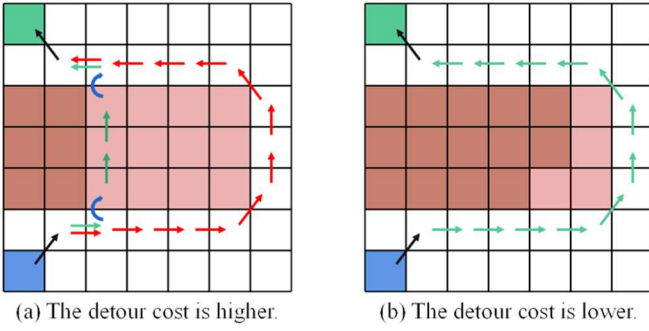 (a) The detour cost is higher.
(b) The detour cost is lower.